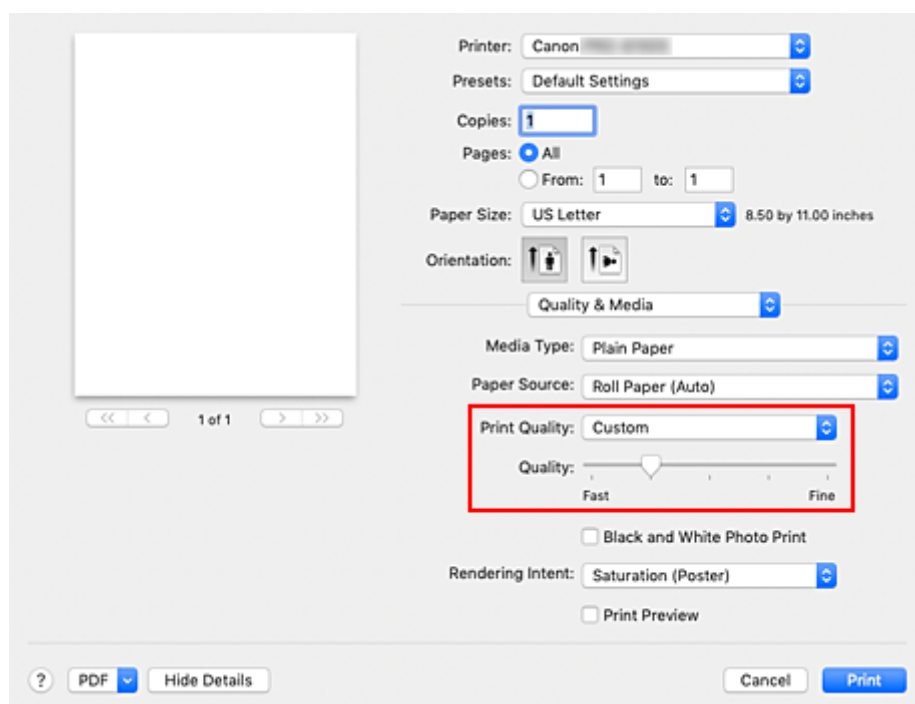 Printer: Canon
Presets: Default Settings
Copies: 1
Pages: All
From: 1 to: 1
Paper Size: US Letter 8.50 by 11.00 inches
Orientation:
Quality & Media
Media Type: Plain Paper
Paper Source: Roll Paper (Auto)
<< < 1 of 1 > >>
Print Quality: Custom
Quality:
Fast Fine
Black and White Photo Print
Rendering Intent: Saturation (Poster)
Print Preview
? PDF Hide Details Cancel Print